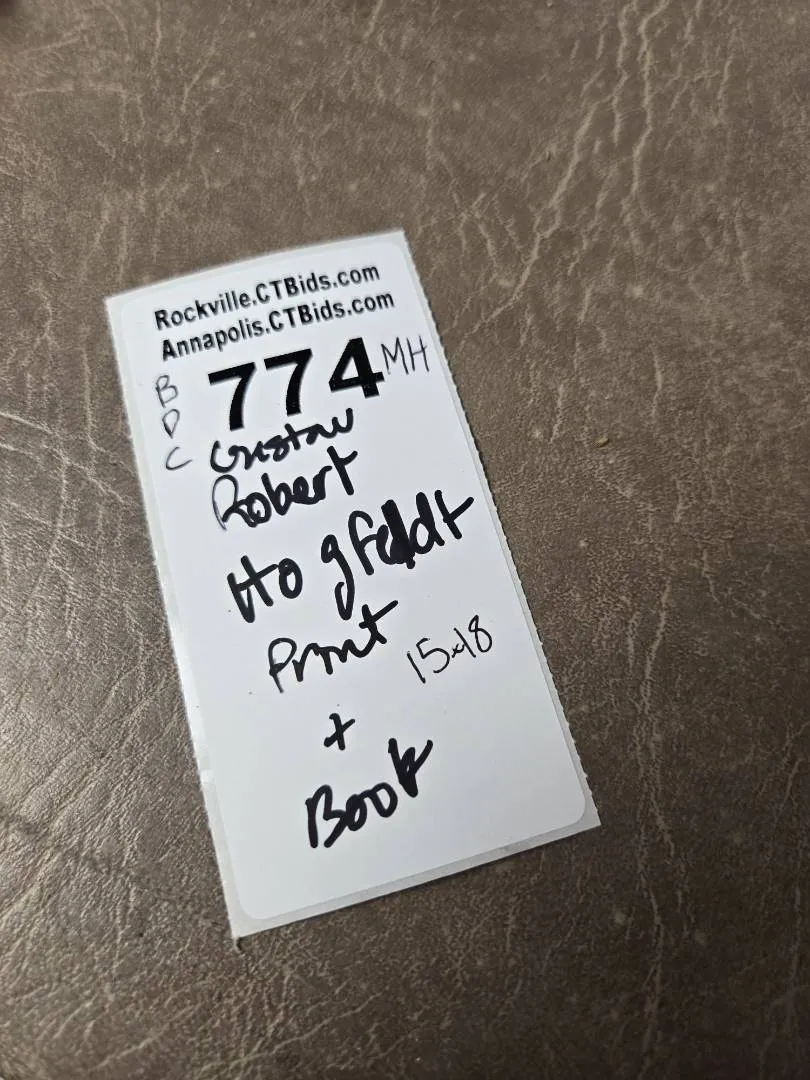 Rockville.CTBids.com
Annapolis.CTBids.com
B
D
C
774 MH
Gustav
Robert
Hogfeldt
Print 15x18
+
Book